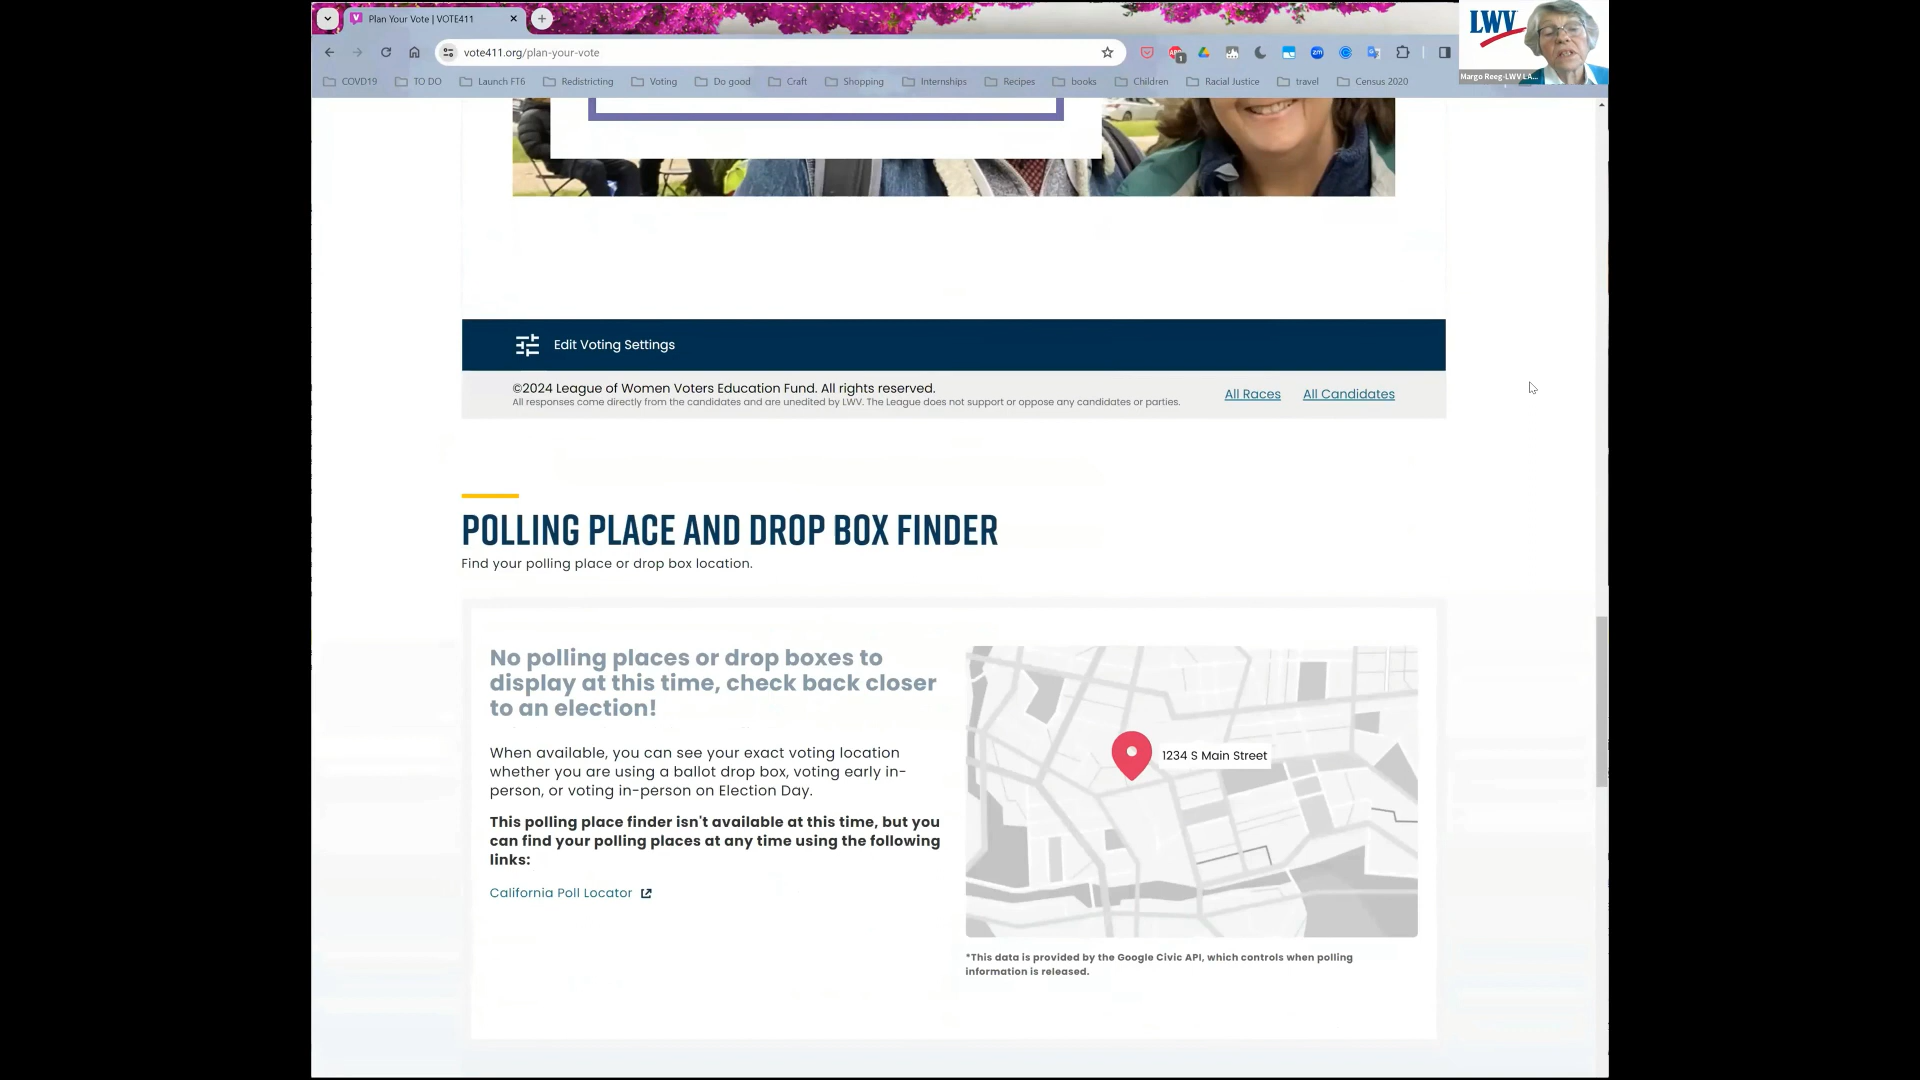 Plan Your Vote | VOTE411
vote411.org/plan-your-vote
COVD19 TO DO Launch FT6 Redistricting Voting Do good Craft Shopping Internships Recipes books Children Racial Justice travel Census 2020
LWV
Margo Reeg-LWV LA...
Edit Voting Settings
©2024 League of Women Voters Education Fund. All rights reserved.
All responses come directly from the candidates and are unedited by LWV. The League does not support or oppose any candidates or parties.
All Races All Candidates
POLLING PLACE AND DROP BOX FINDER
Find your polling place or drop box location.
No polling places or drop boxes to
display at this time, check back closer
to an election!
When available, you can see your exact voting location
whether you are using a ballot drop box, voting early in-
person, or voting in-person on Election Day.
This polling place finder isn't available at this time, but you
can find your polling places at any time using the following
links:
California Poll Locator
1234 S Main Street
*This data is provided by the Google Civic API, which controls when polling
information is released.